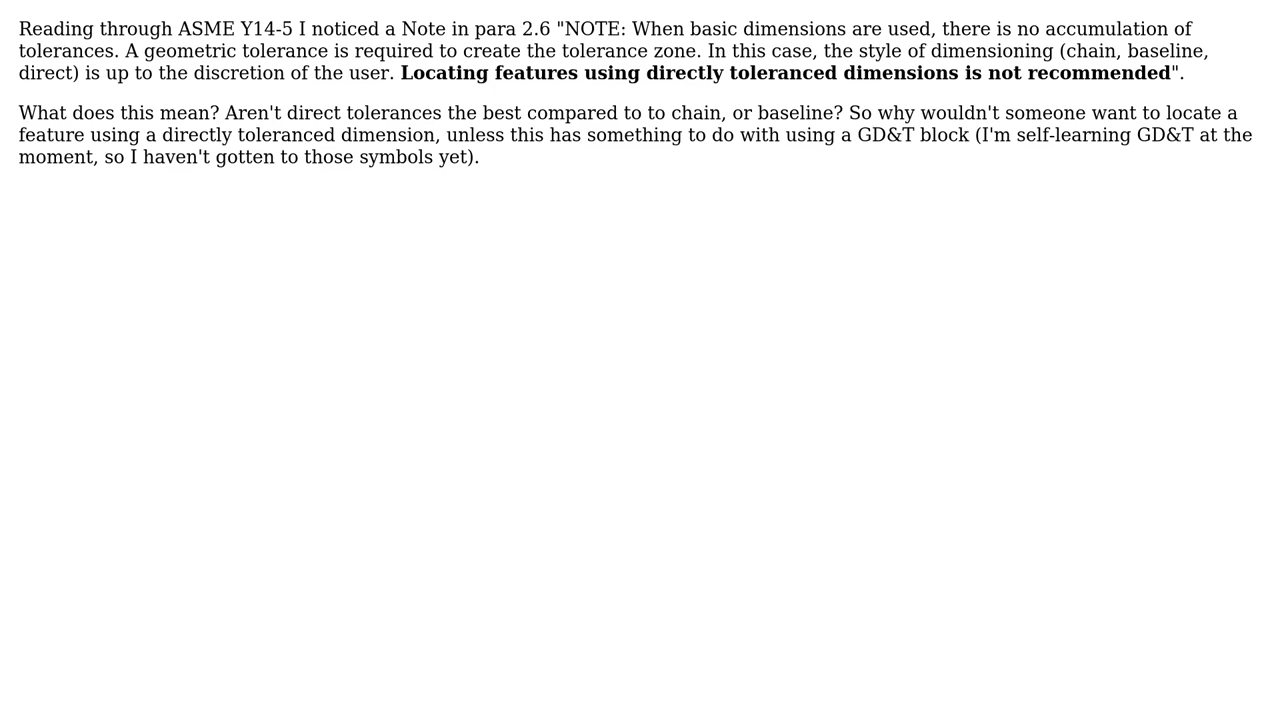 Reading through ASME Y14-5 I noticed a Note in para 2.6 "NOTE: When basic dimensions are used, there is no accumulation of
tolerances. A geometric tolerance is required to create the tolerance zone. In this case, the style of dimensioning (chain, baseline,
direct) is up to the discretion of the user. Locating features using directly toleranced dimensions is not recommended".
What does this mean? Aren't direct tolerances the best compared to to chain, or baseline? So why wouldn't someone want to locate a
feature using a directly toleranced dimension, unless this has something to do with using a GD&T block (I'm self-learning GD&T at the
moment, so I haven't gotten to those symbols yet).